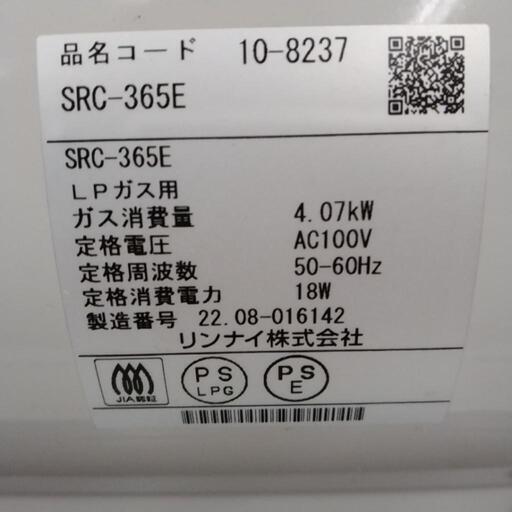 品名コード 10-8237
SRC-365E
SRC-365E
LPガス用
ガス消費量 4.07kW
定格電圧 AC100V
定格周波数 50-60Hz
定格消費電力 18W
製造番号 22.08-016142
リンナイ株式会社
JIA認証
PS LPG
PS E